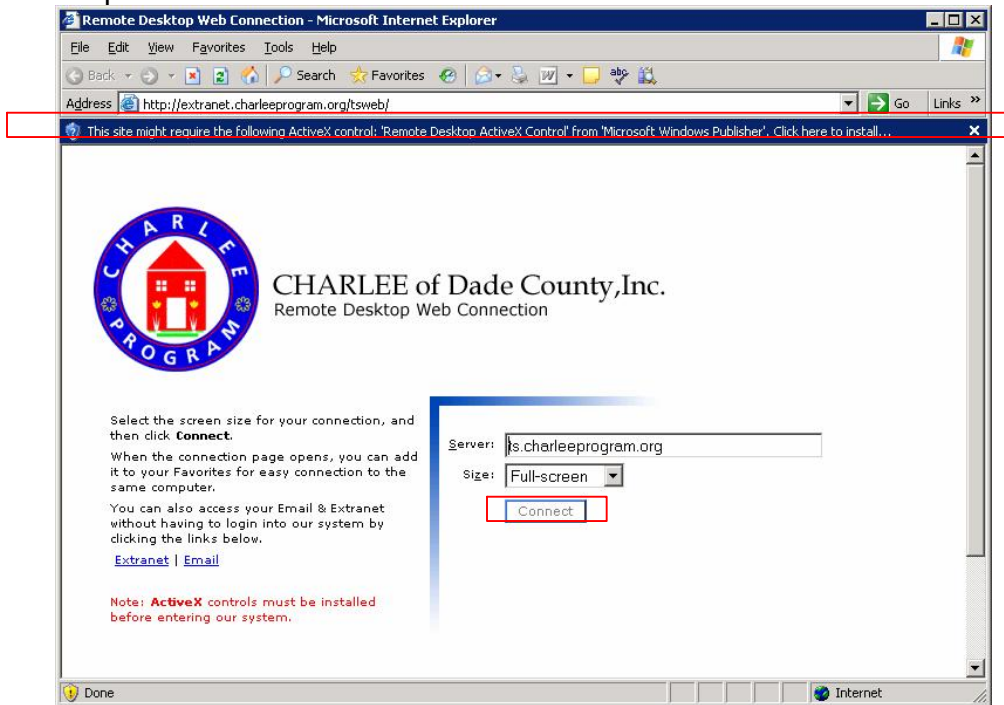 Remote Desktop Web Connection - Microsoft Internet Explorer
File Edit View Favorites Tools Help
Back Search Favorites
Address http://extranet.charleeprogram.org/tsweb/ Go Links »
This site might require the following ActiveX control: 'Remote Desktop ActiveX Control' from 'Microsoft Windows Publisher'. Click here to install...
CHARLEE PROGRAM
CHARLEE of Dade County,Inc.
Remote Desktop Web Connection
Select the screen size for your connection, and
then click Connect.
When the connection page opens, you can add
it to your Favorites for easy connection to the
same computer.
You can also access your Email & Extranet
without having to login into our system by
clicking the links below.
Extranet | Email
Note: ActiveX controls must be installed
before entering our system.
Server: ts.charleeprogram.org
Size: Full-screen
Connect
Done Internet